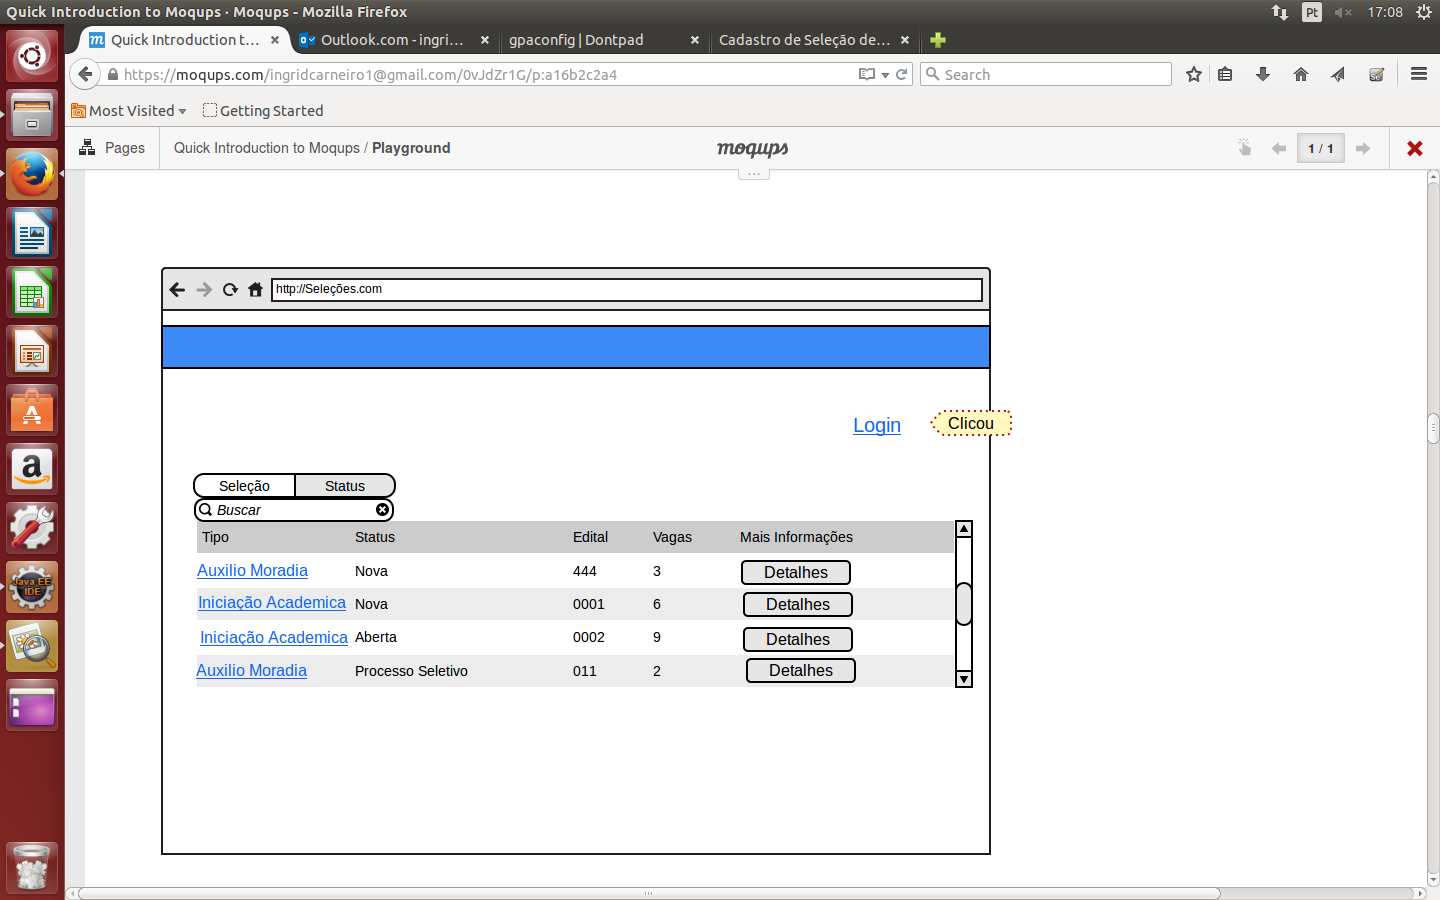 Quick Introduction to Moqups · Moqups - Mozilla Firefox
Pt
17:08
Quick Introduction t...
Outlook.com - ingri...
gpaconfig | Dontpad
Cadastro de Seleção de...
https://moqups.com/ingridcarneiro1@gmail.com/0vJdZr1G/p:a16b2c2a4
Search
Most Visited
Getting Started
Pages
Quick Introduction to Moqups / Playground
moqups
1 / 1
...
http://Seleções.com
Login
Clicou
Seleção
Status
Buscar
Tipo Status Edital Vagas Mais Informações
Auxilio Moradia Nova 444 3 Detalhes
Iniciação Academica Nova 0001 6 Detalhes
Iniciação Academica Aberta 0002 9 Detalhes
Auxilio Moradia Processo Seletivo 011 2 Detalhes
Java EE
IDE